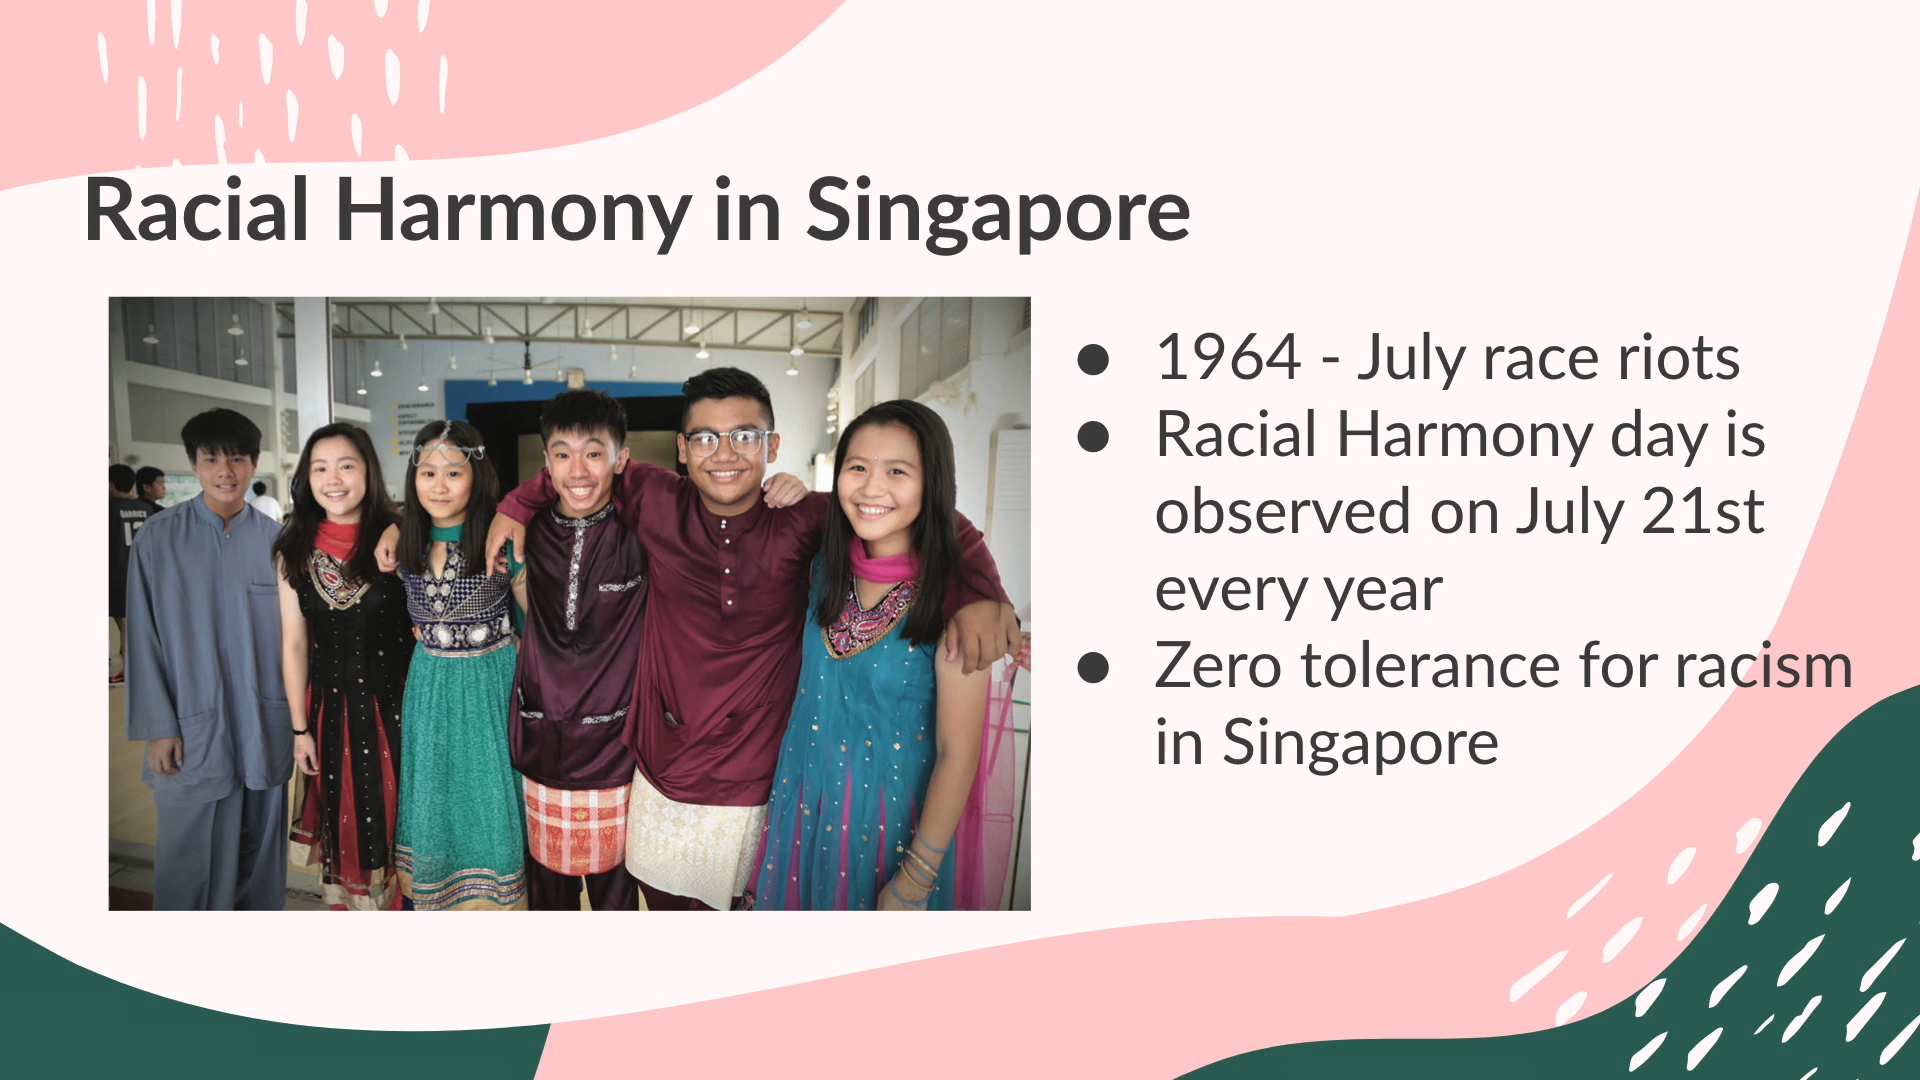 Racial Harmony in Singapore
● 1964 - July race riots
● Racial Harmony day is
observed on July 21st
every year
● Zero tolerance for racism
in Singapore